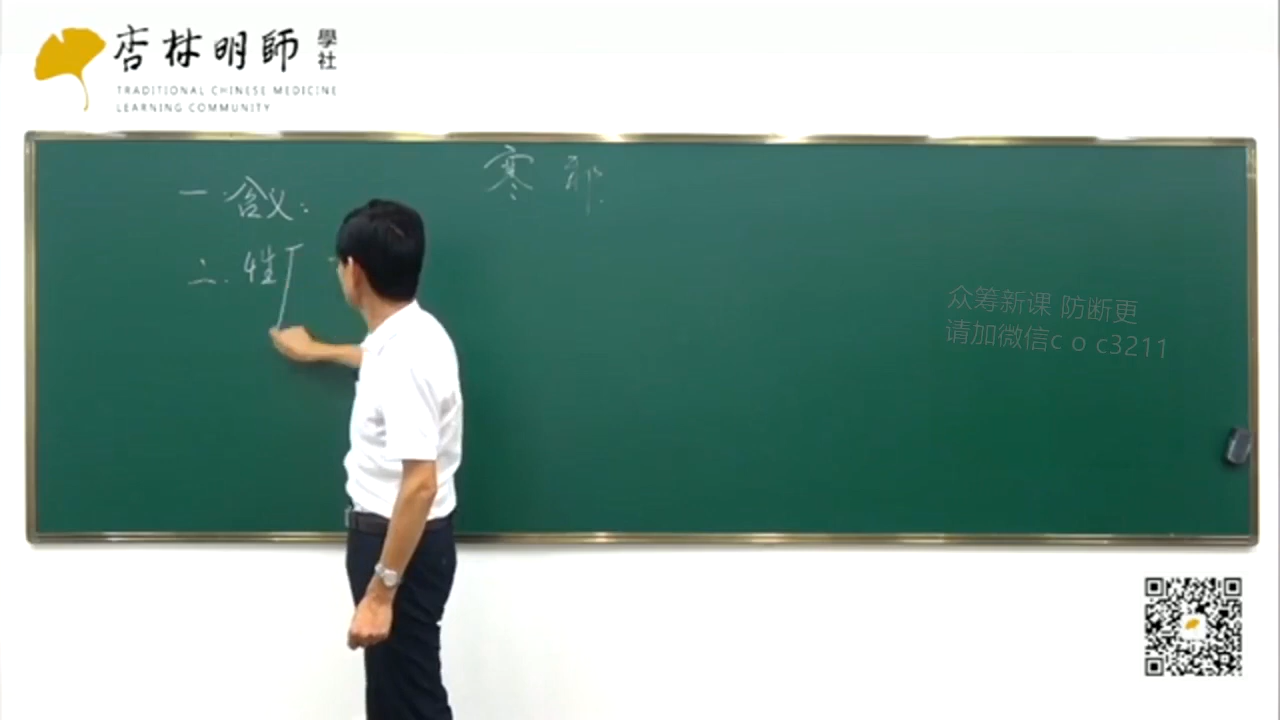 杏林明師 學社
TRADITIONAL CHINESE MEDICINE
LEARNING COMMUNITY
寒邪.
一.含义:
二.性
众筹新课 防断更
请加微信c o c3211